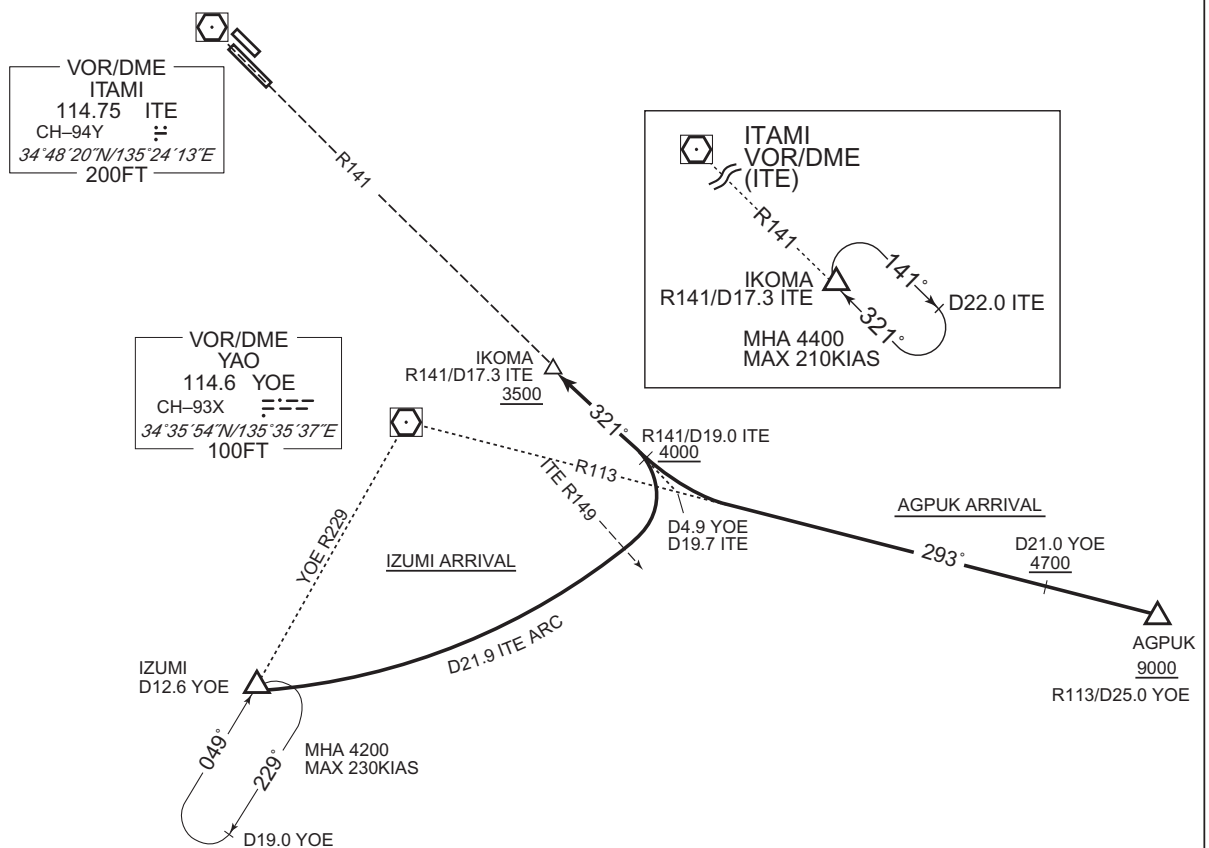 VOR/DME
ITAMI
114.75 ITE
CH–94Y
34°48´20˝N/135°24´13˝E
200FT
R141
ITAMI
VOR/DME
(ITE)
R141
IKOMA
R141/D17.3 ITE
141°
321°
D22.0 ITE
MHA 4400
MAX 210KIAS
VOR/DME
YAO
114.6 YOE
CH–93X
34°35´54˝N/135°35´37˝E
100FT
IKOMA
R141/D17.3 ITE
3500
321°
R141/D19.0 ITE
4000
R113
ITE R149
D4.9 YOE
D19.7 ITE
AGPUK ARRIVAL
293°
D21.0 YOE
4700
AGPUK
9000
R113/D25.0 YOE
YOE R229
IZUMI ARRIVAL
D21.9 ITE ARC
IZUMI
D12.6 YOE
049°
229°
MHA 4200
MAX 230KIAS
D19.0 YOE